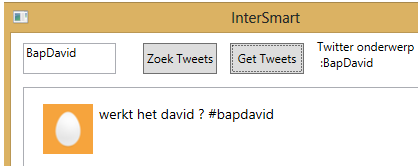 InterSmart
BapDavid
Zoek Tweets
Get Tweets
Twitter onderwerp
:BapDavid
werkt het david ? #bapdavid